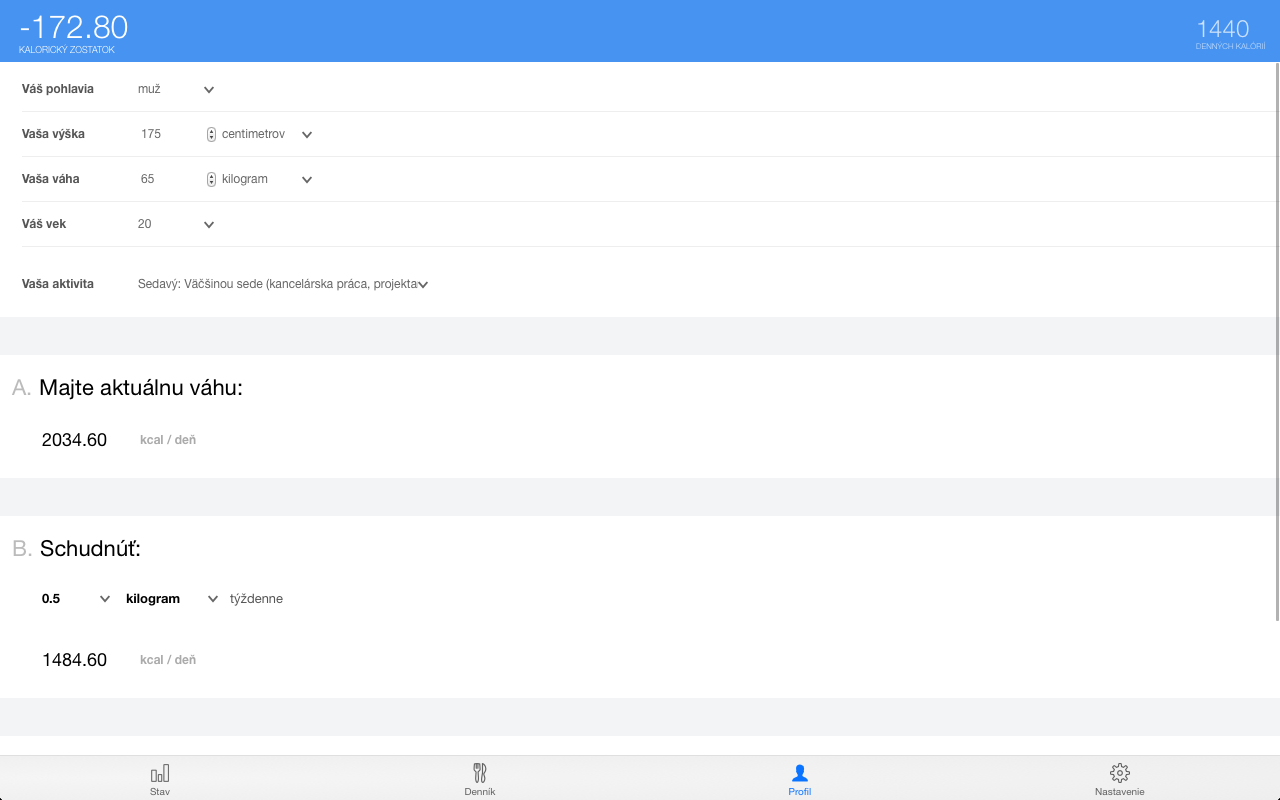 -172.80
KALORICKÝ ZOSTATOK
1440
DENNÝCH KALÓRIÍ
Váš pohlavia muž
Vaša výška 175 centimetrov
Vaša váha 65 kilogram
Váš vek 20
Vaša aktivita Sedavý: Väčšinou sede (kancelárska práca, projekta
A. Majte aktuálnu váhu:
2034.60 kcal / deň
B. Schudnúť:
0.5 kilogram týždenne
1484.60 kcal / deň
Stav
Denník
Profil
Nastavenie